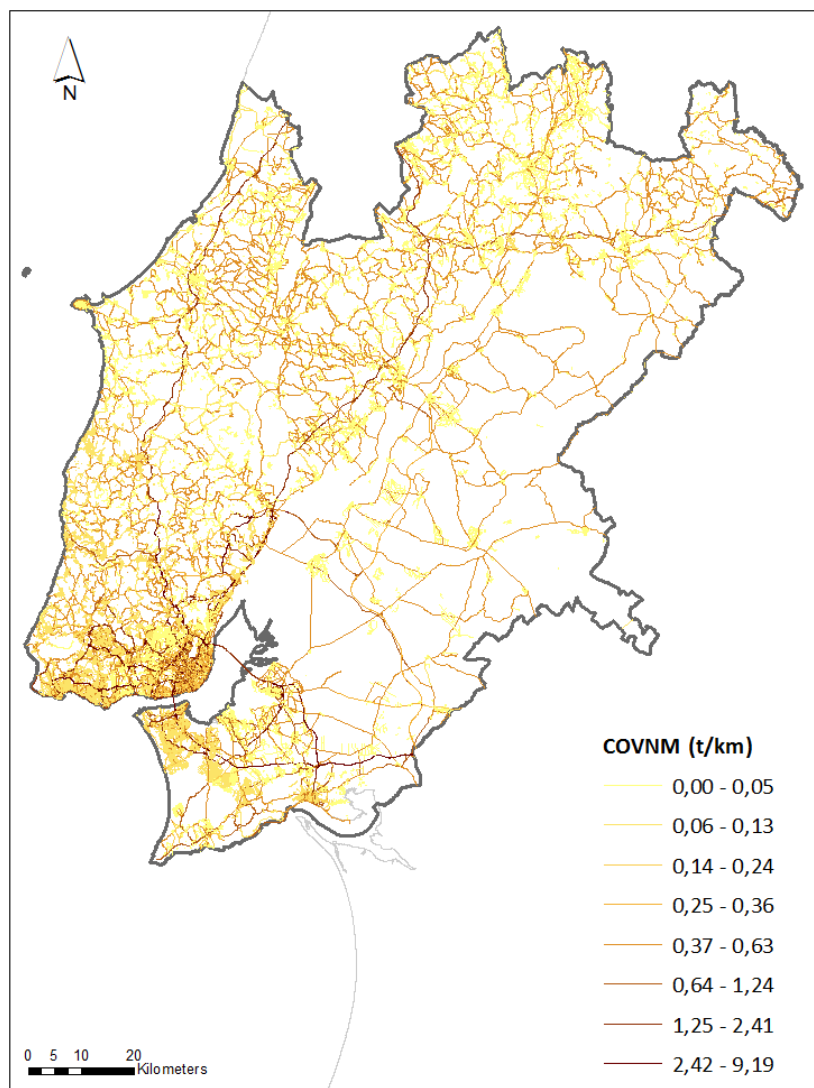 N
COVNM (t/km)
0,00 - 0,05
0,06 - 0,13
0,14 - 0,24
0,25 - 0,36
0,37 - 0,63
0,64 - 1,24
1,25 - 2,41
2,42 - 9,19
0 5 10 20
Kilometers